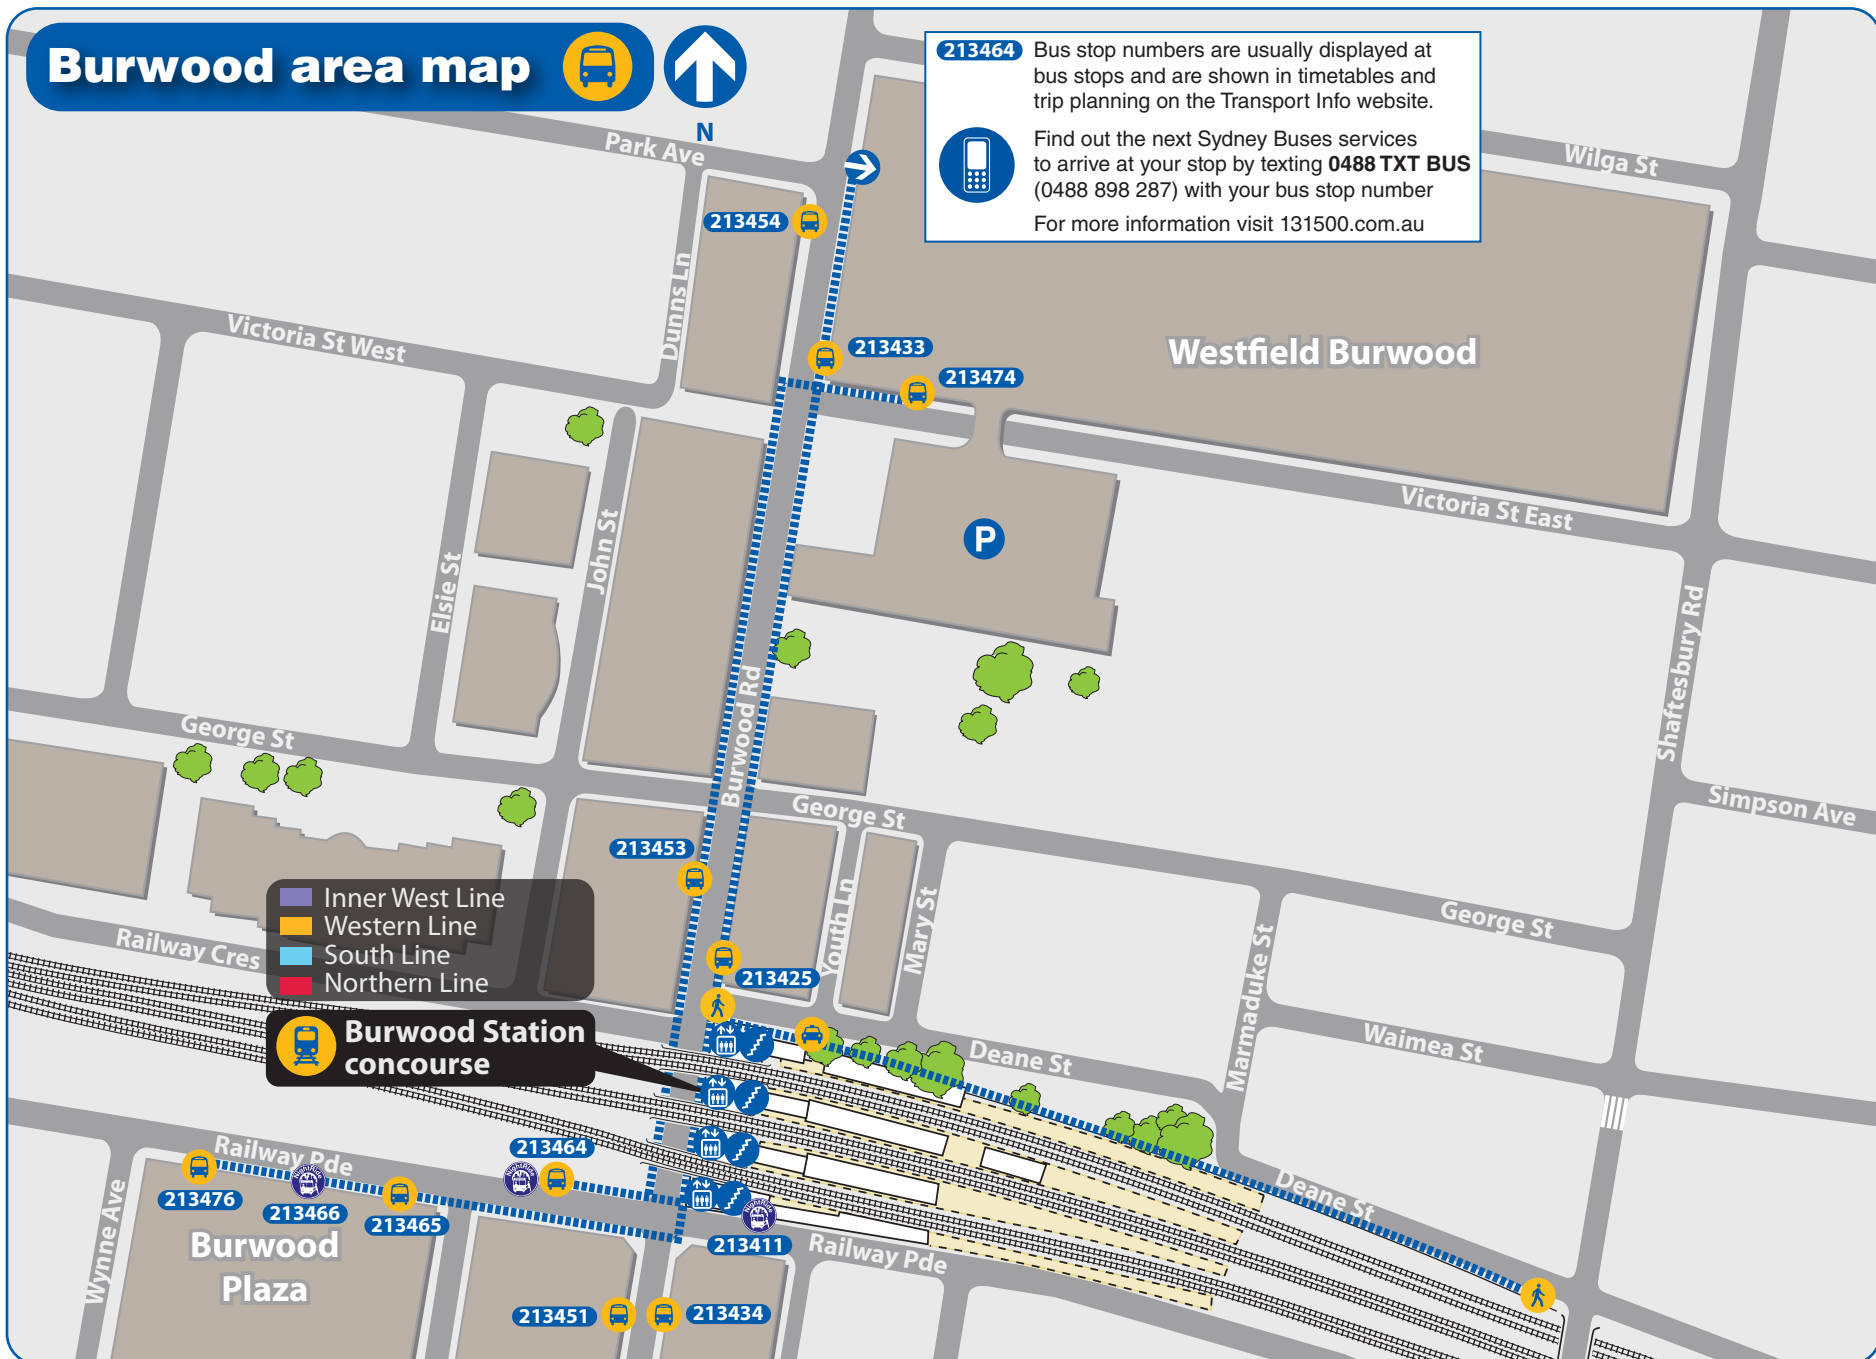 Burwood area map
N
213464 Bus stop numbers are usually displayed at
bus stops and are shown in timetables and
trip planning on the Transport Info website.
Find out the next Sydney Buses services
to arrive at your stop by texting 0488 TXT BUS
(0488 898 287) with your bus stop number
For more information visit 131500.com.au
Park Ave
Wilga St
213454
Dunns Ln
Victoria St West
213433
213474
Westfield Burwood
Victoria St East
P
John St
Elsie St
Burwood Rd
Shaftesbury Rd
George St
George St
Simpson Ave
213453
Inner West Line
Western Line
South Line
Northern Line
Railway Cres
Youth Ln
Mary St
213425
George St
Marmaduke St
Waimea St
Deane St
Burwood Station
concourse
Railway Pde
213464
NightRide
NightRide
213476
213466
213465
Deane St
NightRide
213411
Railway Pde
Wynne Ave
Burwood
Plaza
213451
213434